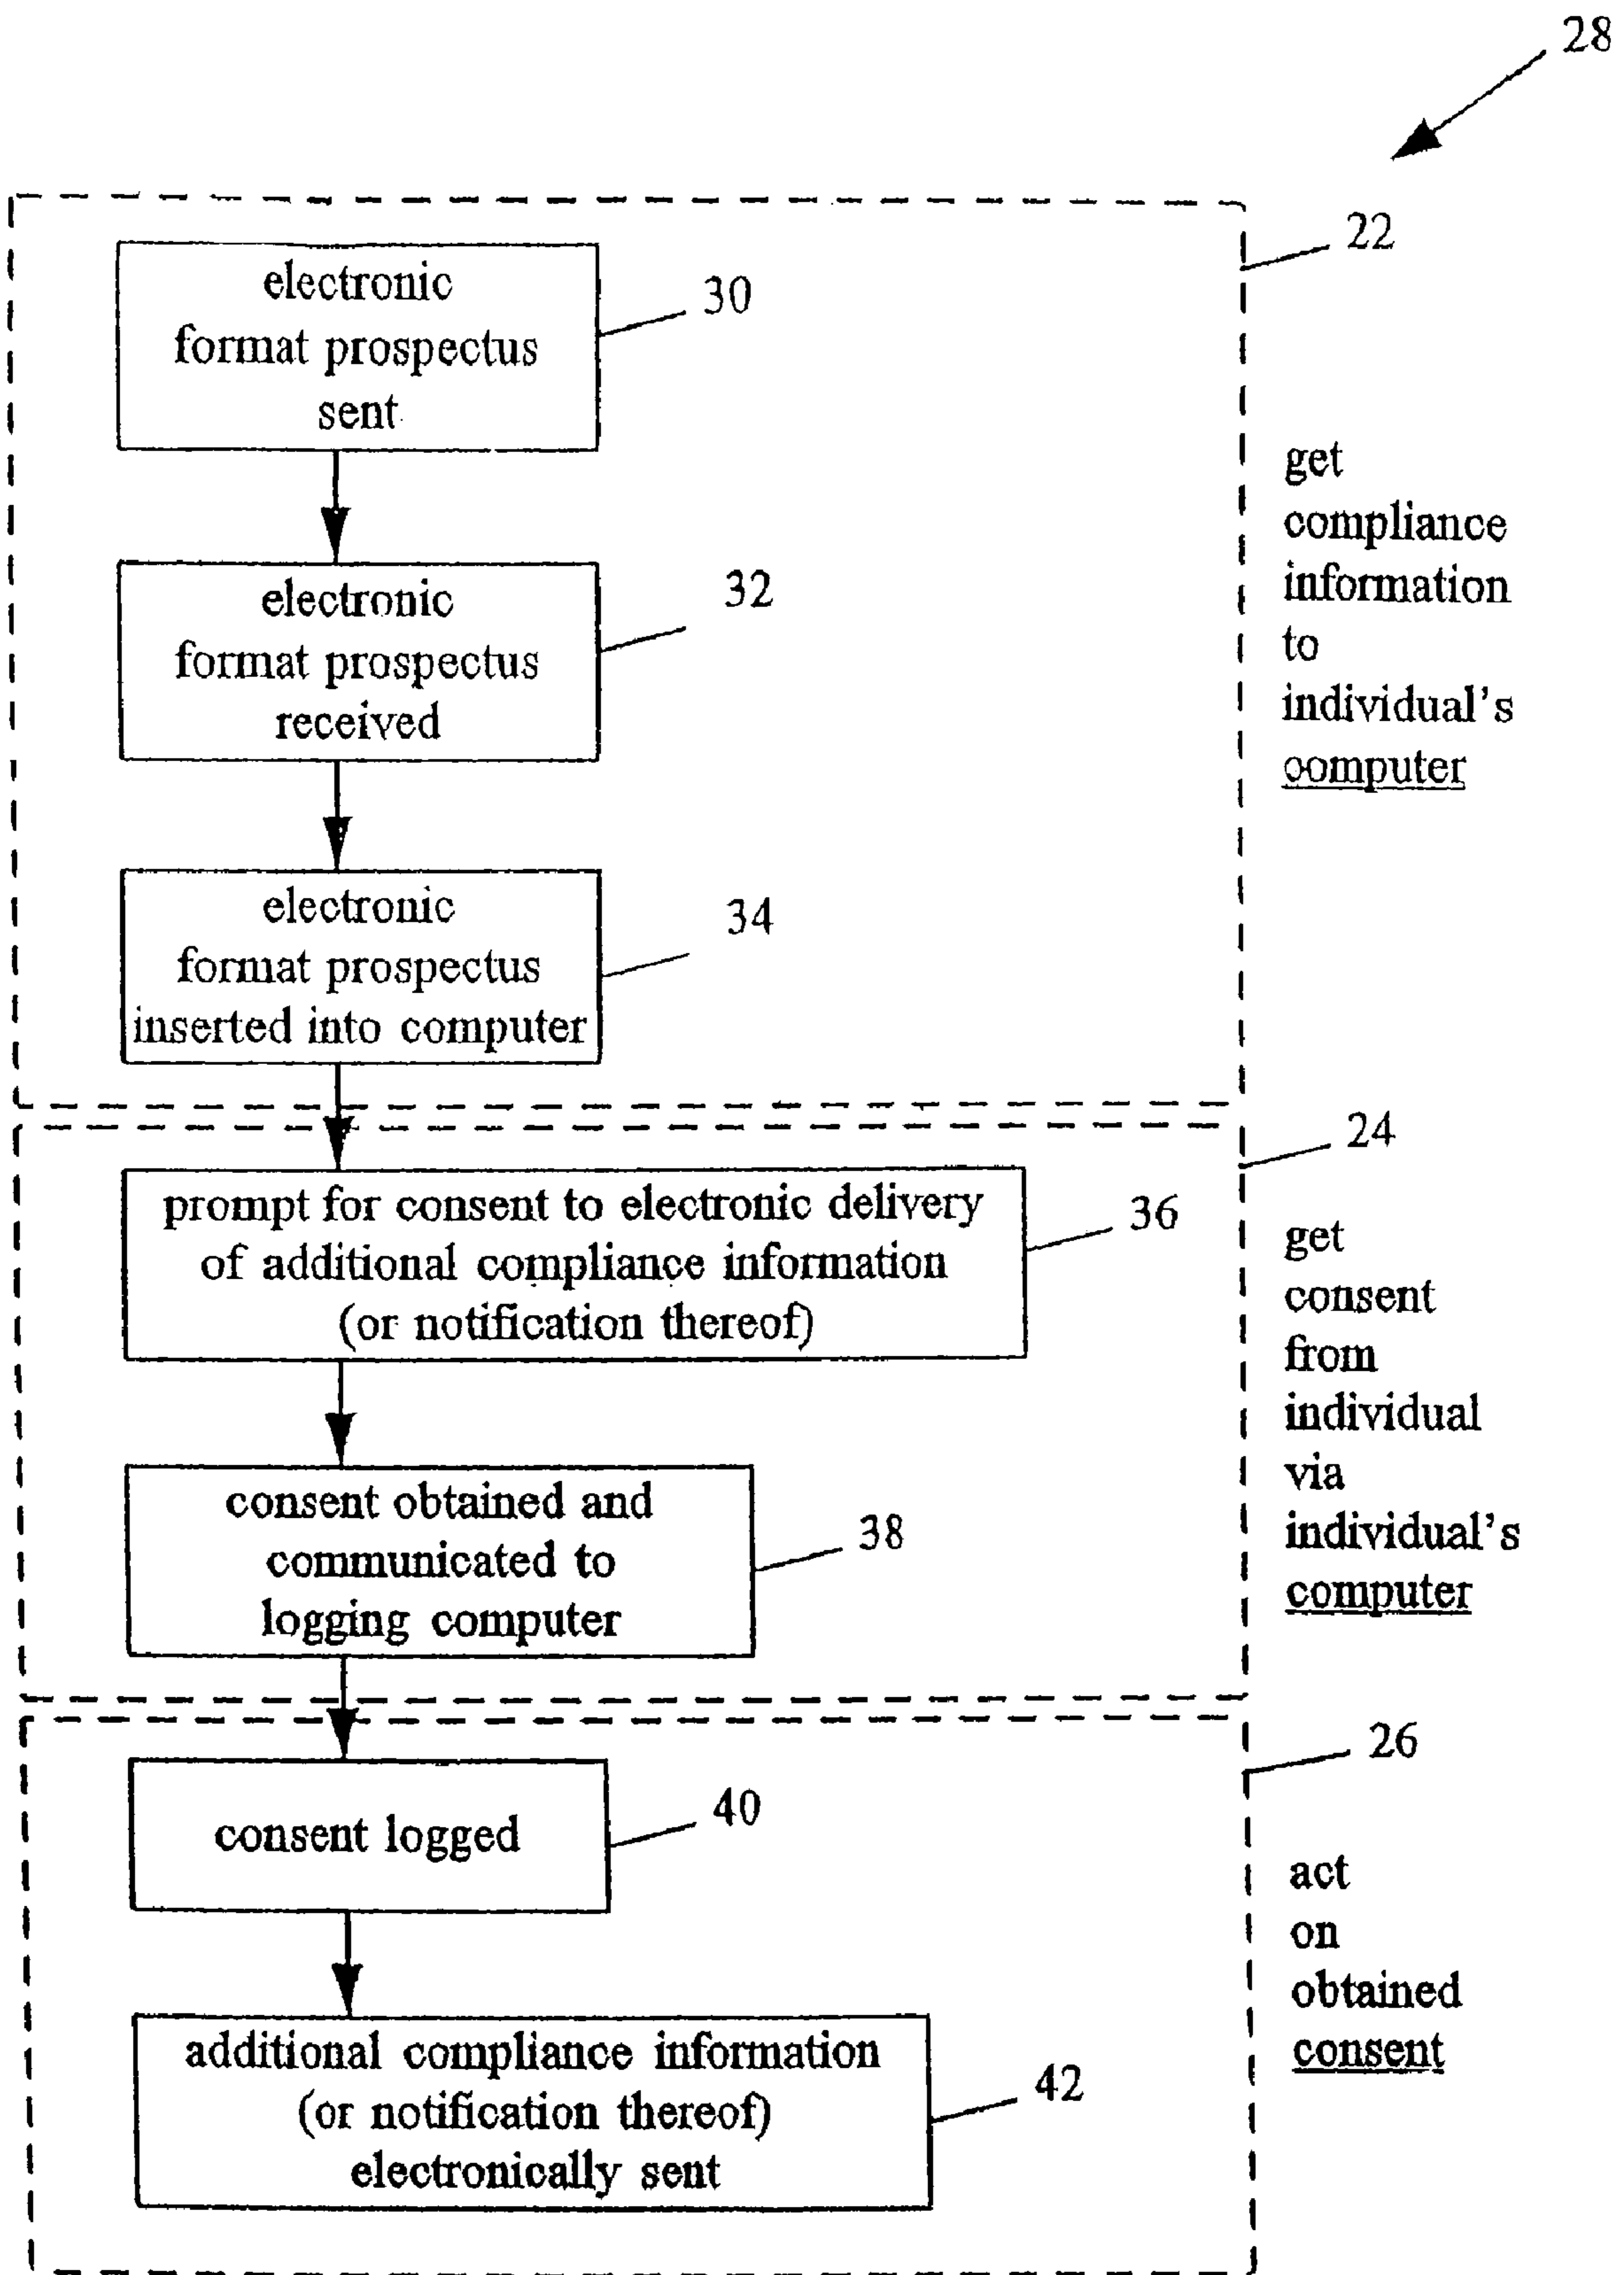 28
22
electronic
format prospectus
sent
30
get
compliance
information
to
individual's
computer
electronic
format prospectus
received
32
electronic
format prospectus
inserted into computer
34
24
prompt for consent to electronic delivery
of additional compliance information
(or notification thereof)
36
get
consent
from
individual
via
individual's
computer
consent obtained and
communicated to
logging computer
38
26
consent logged
40
act
on
obtained
consent
additional compliance information
(or notification thereof)
electronically sent
42